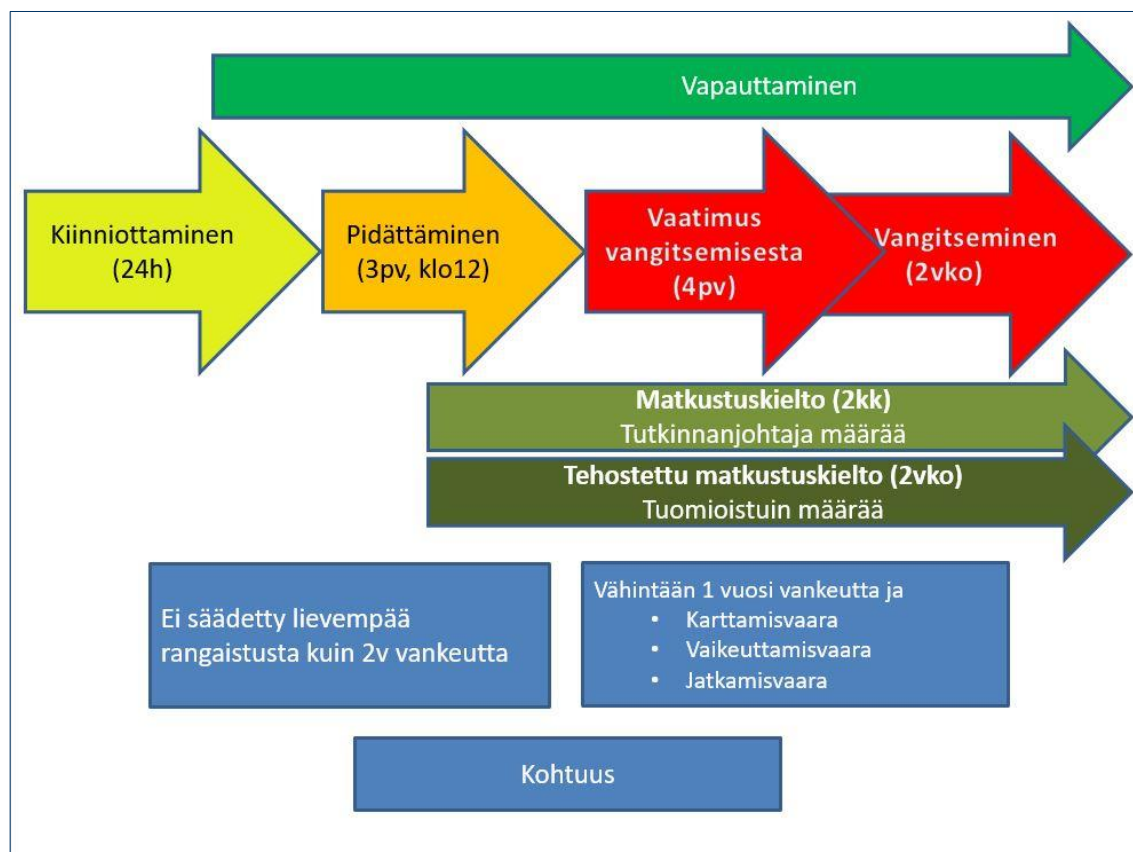 Vapauttaminen
Kiinniottaminen
(24h)
Pidättäminen
(3pv, klo12)
Vaatimus
vangitsemisesta
(4pv)
Vangitseminen
(2vko)
Matkustuskielto (2kk)
Tutkinnanjohtaja määrää
Tehostettu matkustuskielto (2vko)
Tuomioistuin määrää
Ei säädetty lievempää
rangaistusta kuin 2v vankeutta
Vähintään 1 vuosi vankeutta ja
• Karttamisvaara
• Vaikeuttamisvaara
• Jatkamisvaara
Kohtuus